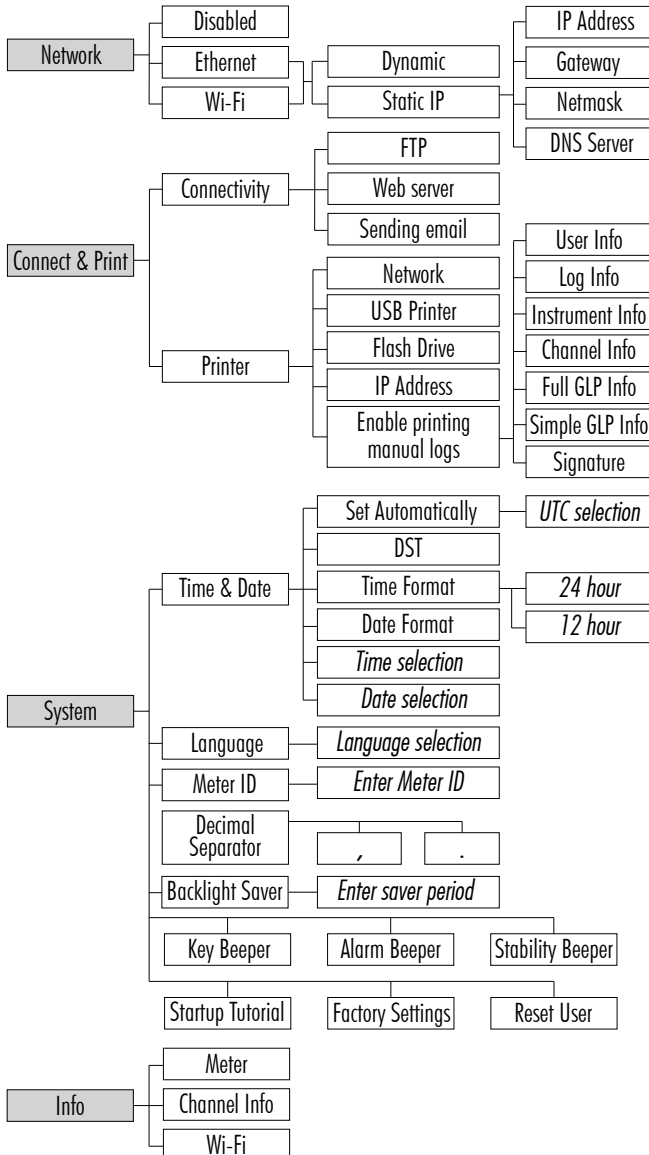 Network
Disabled
Ethernet
Wi-Fi
Dynamic
Static IP
IP Address
Gateway
Netmask
DNS Server
Connect & Print
Connectivity
FTP
Web server
Sending email
Printer
Network
USB Printer
Flash Drive
IP Address
Enable printing
manual logs
User Info
Log Info
Instrument Info
Channel Info
Full GLP Info
Simple GLP Info
Signature
System
Time & Date
Set Automatically
UTC selection
DST
Time Format
24 hour
12 hour
Date Format
Time selection
Date selection
Language
Language selection
Meter ID
Enter Meter ID
Decimal
Separator
,
.
Backlight Saver
Enter saver period
Key Beeper
Alarm Beeper
Stability Beeper
Startup Tutorial
Factory Settings
Reset User
Info
Meter
Channel Info
Wi-Fi